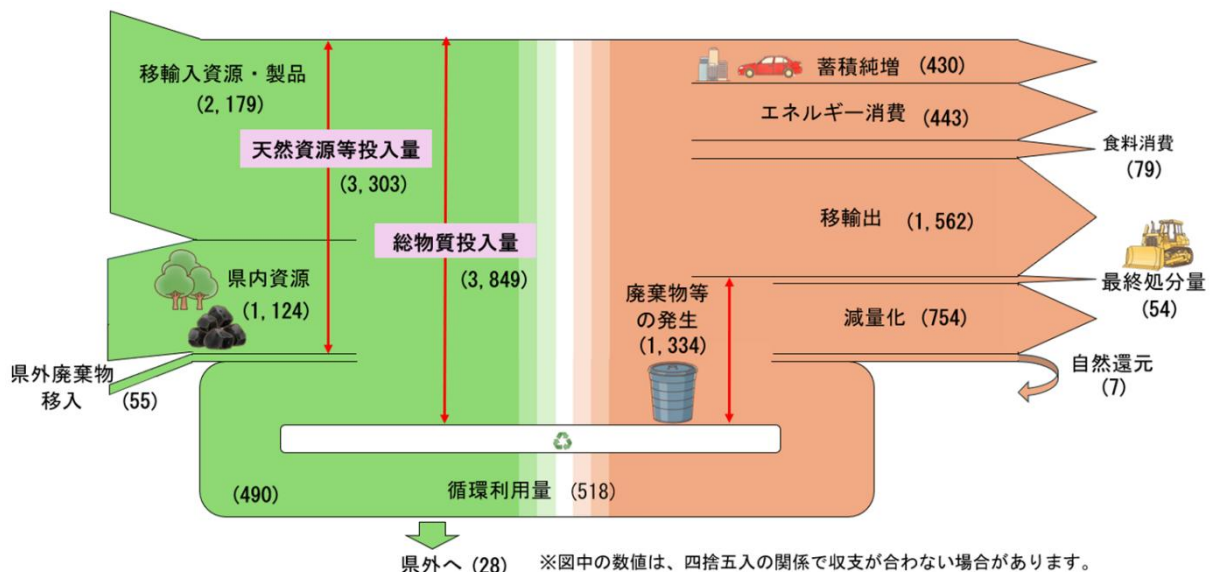 移輸入資源・製品
(2,179)
天然資源等投入量
(3,303)
総物質投入量
(3,849)
県内資源
(1,124)
県外廃棄物
移入 (55)
蓄積純増 (430)
エネルギー消費 (443)
食料消費
(79)
移輸出 (1,562)
廃棄物等
の発生
(1,334)
最終処分量
(54)
減量化 (754)
自然還元
(7)
(490)
循環利用量 (518)
県外へ (28)
※図中の数値は、四捨五入の関係で収支が合わない場合があります。